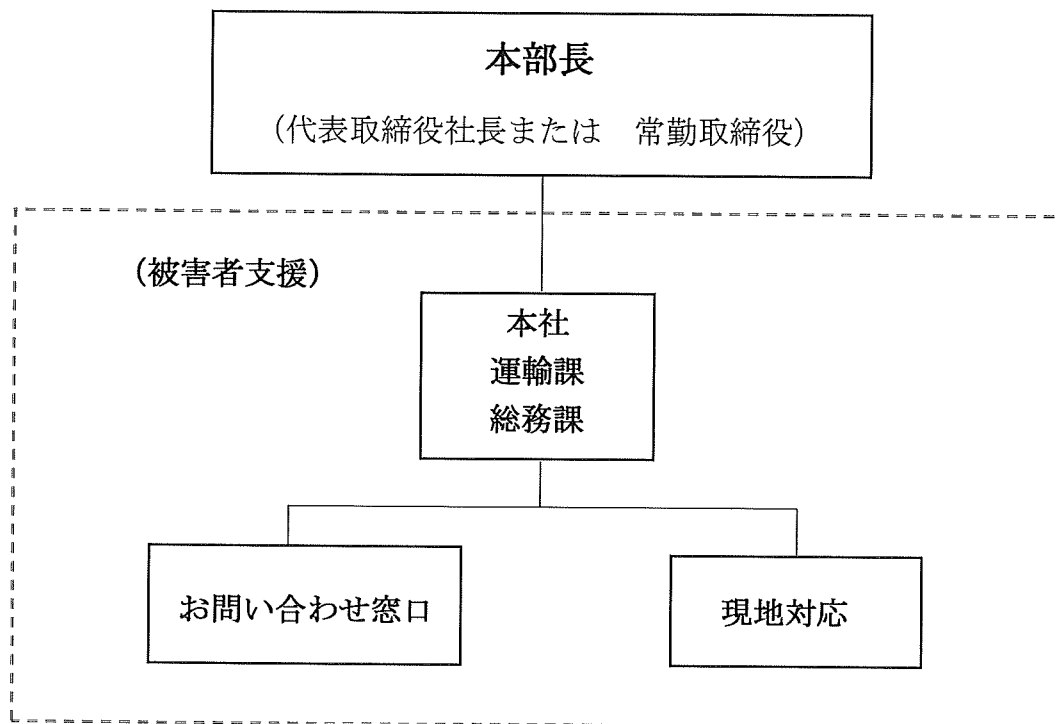 本部長
（代表取締役社長または　常勤取締役）
（被害者支援）
本社
運輸課
総務課
お問い合わせ窓口
現地対応